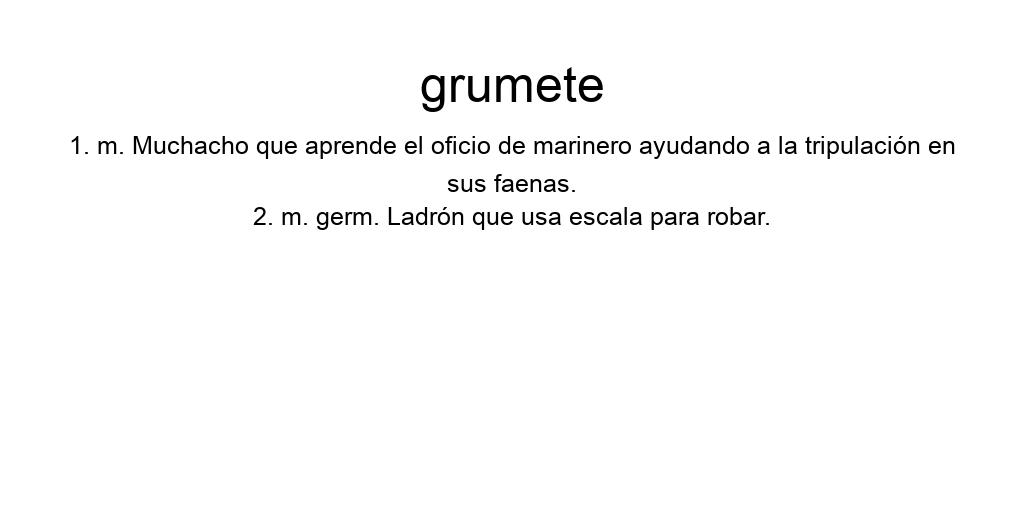 grumete
1. m. Muchacho que aprende el oficio de marinero ayudando a la tripulación en
sus faenas.
2. m. germ. Ladrón que usa escala para robar.